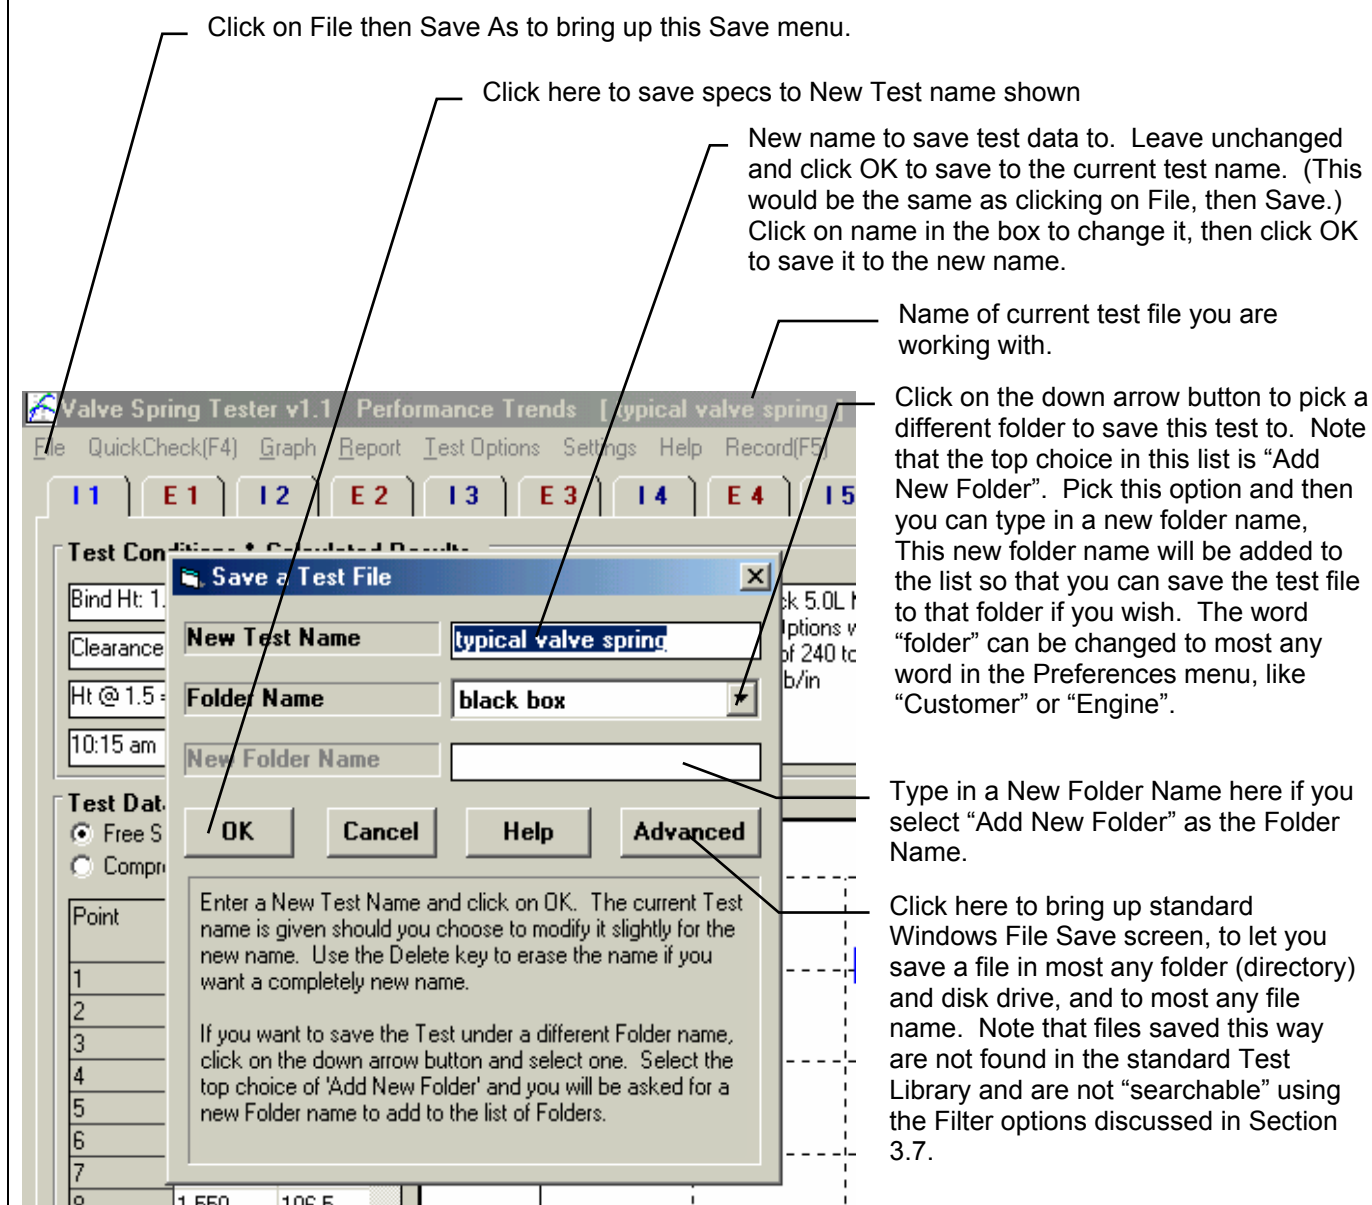 Click on File then Save As to bring up this Save menu.
Click here to save specs to New Test name shown
New name to save test data to.  Leave unchanged
and click OK to save to the current test name.  (This
would be the same as clicking on File, then Save.)
Click on name in the box to change it, then click OK
to save it to the new name.
Name of current test file you are
working with.
Click on the down arrow button to pick a
different folder to save this test to.  Note
that the top choice in this list is “Add
New Folder”.  Pick this option and then
you can type in a new folder name,
This new folder name will be added to
the list so that you can save the test file
to that folder if you wish.  The word
“folder” can be changed to most any
word in the Preferences menu, like
“Customer” or “Engine”.
Type in a New Folder Name here if you
select “Add New Folder” as the Folder
Name.
Click here to bring up standard
Windows File Save screen, to let you
save a file in most any folder (directory)
and disk drive, and to most any file
name.  Note that files saved this way
are not found in the standard Test
Library and are not “searchable” using
the Filter options discussed in Section
3.7.
Valve Spring Tester v1.1   Performance Trends   [ typical valve spring ]
File   QuickCheck(F4)   Graph   Report   Test Options   Settings   Help   Record(F5)
I 1   E 1   I 2   E 2   I 3   E 3   I 4   E 4   I 5
Test Conditions & Calculated Results
Bind Ht: 1.
Clearance
Ht @ 1.5 =
10:15 am
ck 5.0L
Options
of 240 to
b/in
Save a Test File
New Test Name   typical valve spring
Folder Name   black box
New Folder Name
OK   Cancel   Help   Advanced
Enter a New Test Name and click on OK.  The current Test
name is given should you choose to modify it slightly for the
new name.  Use the Delete key to erase the name if you
want a completely new name.
If you want to save the Test under a different Folder name,
click on the down arrow button and select one.  Select the
top choice of 'Add New Folder' and you will be asked for a
new Folder name to add to the list of Folders.
Test Dat
Free S
Compr
Point
1
2
3
4
5
6
7
8   1.550   106.5